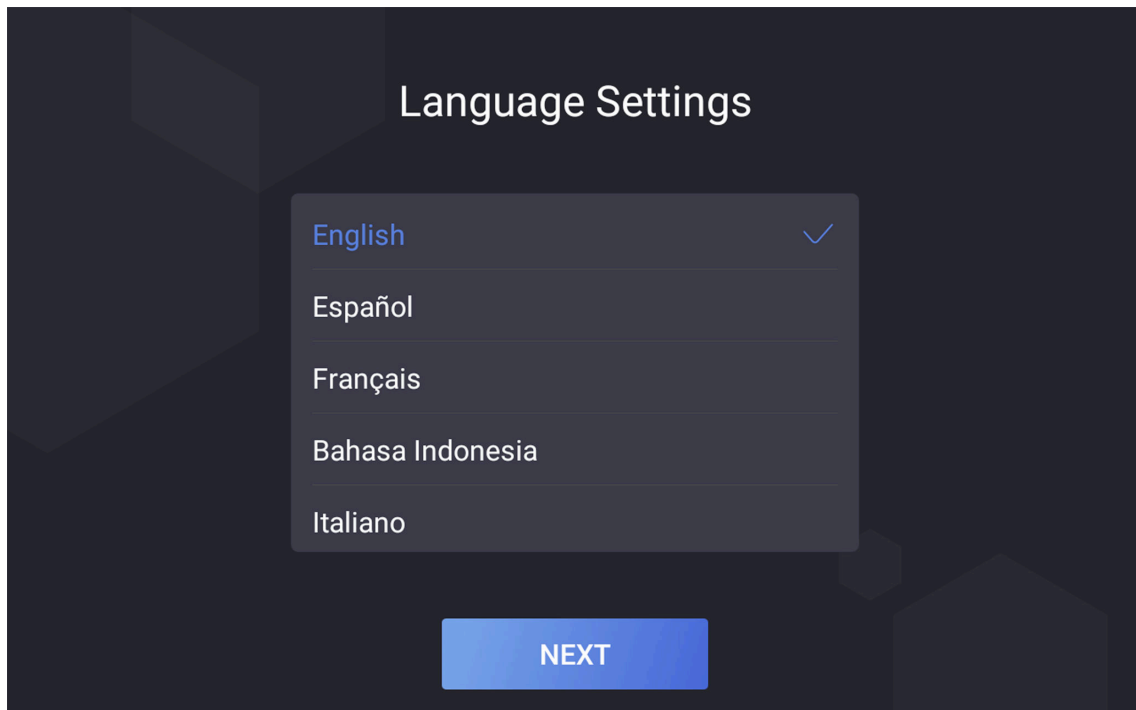 Language Settings
English
Español
Français
Bahasa Indonesia
Italiano
NEXT